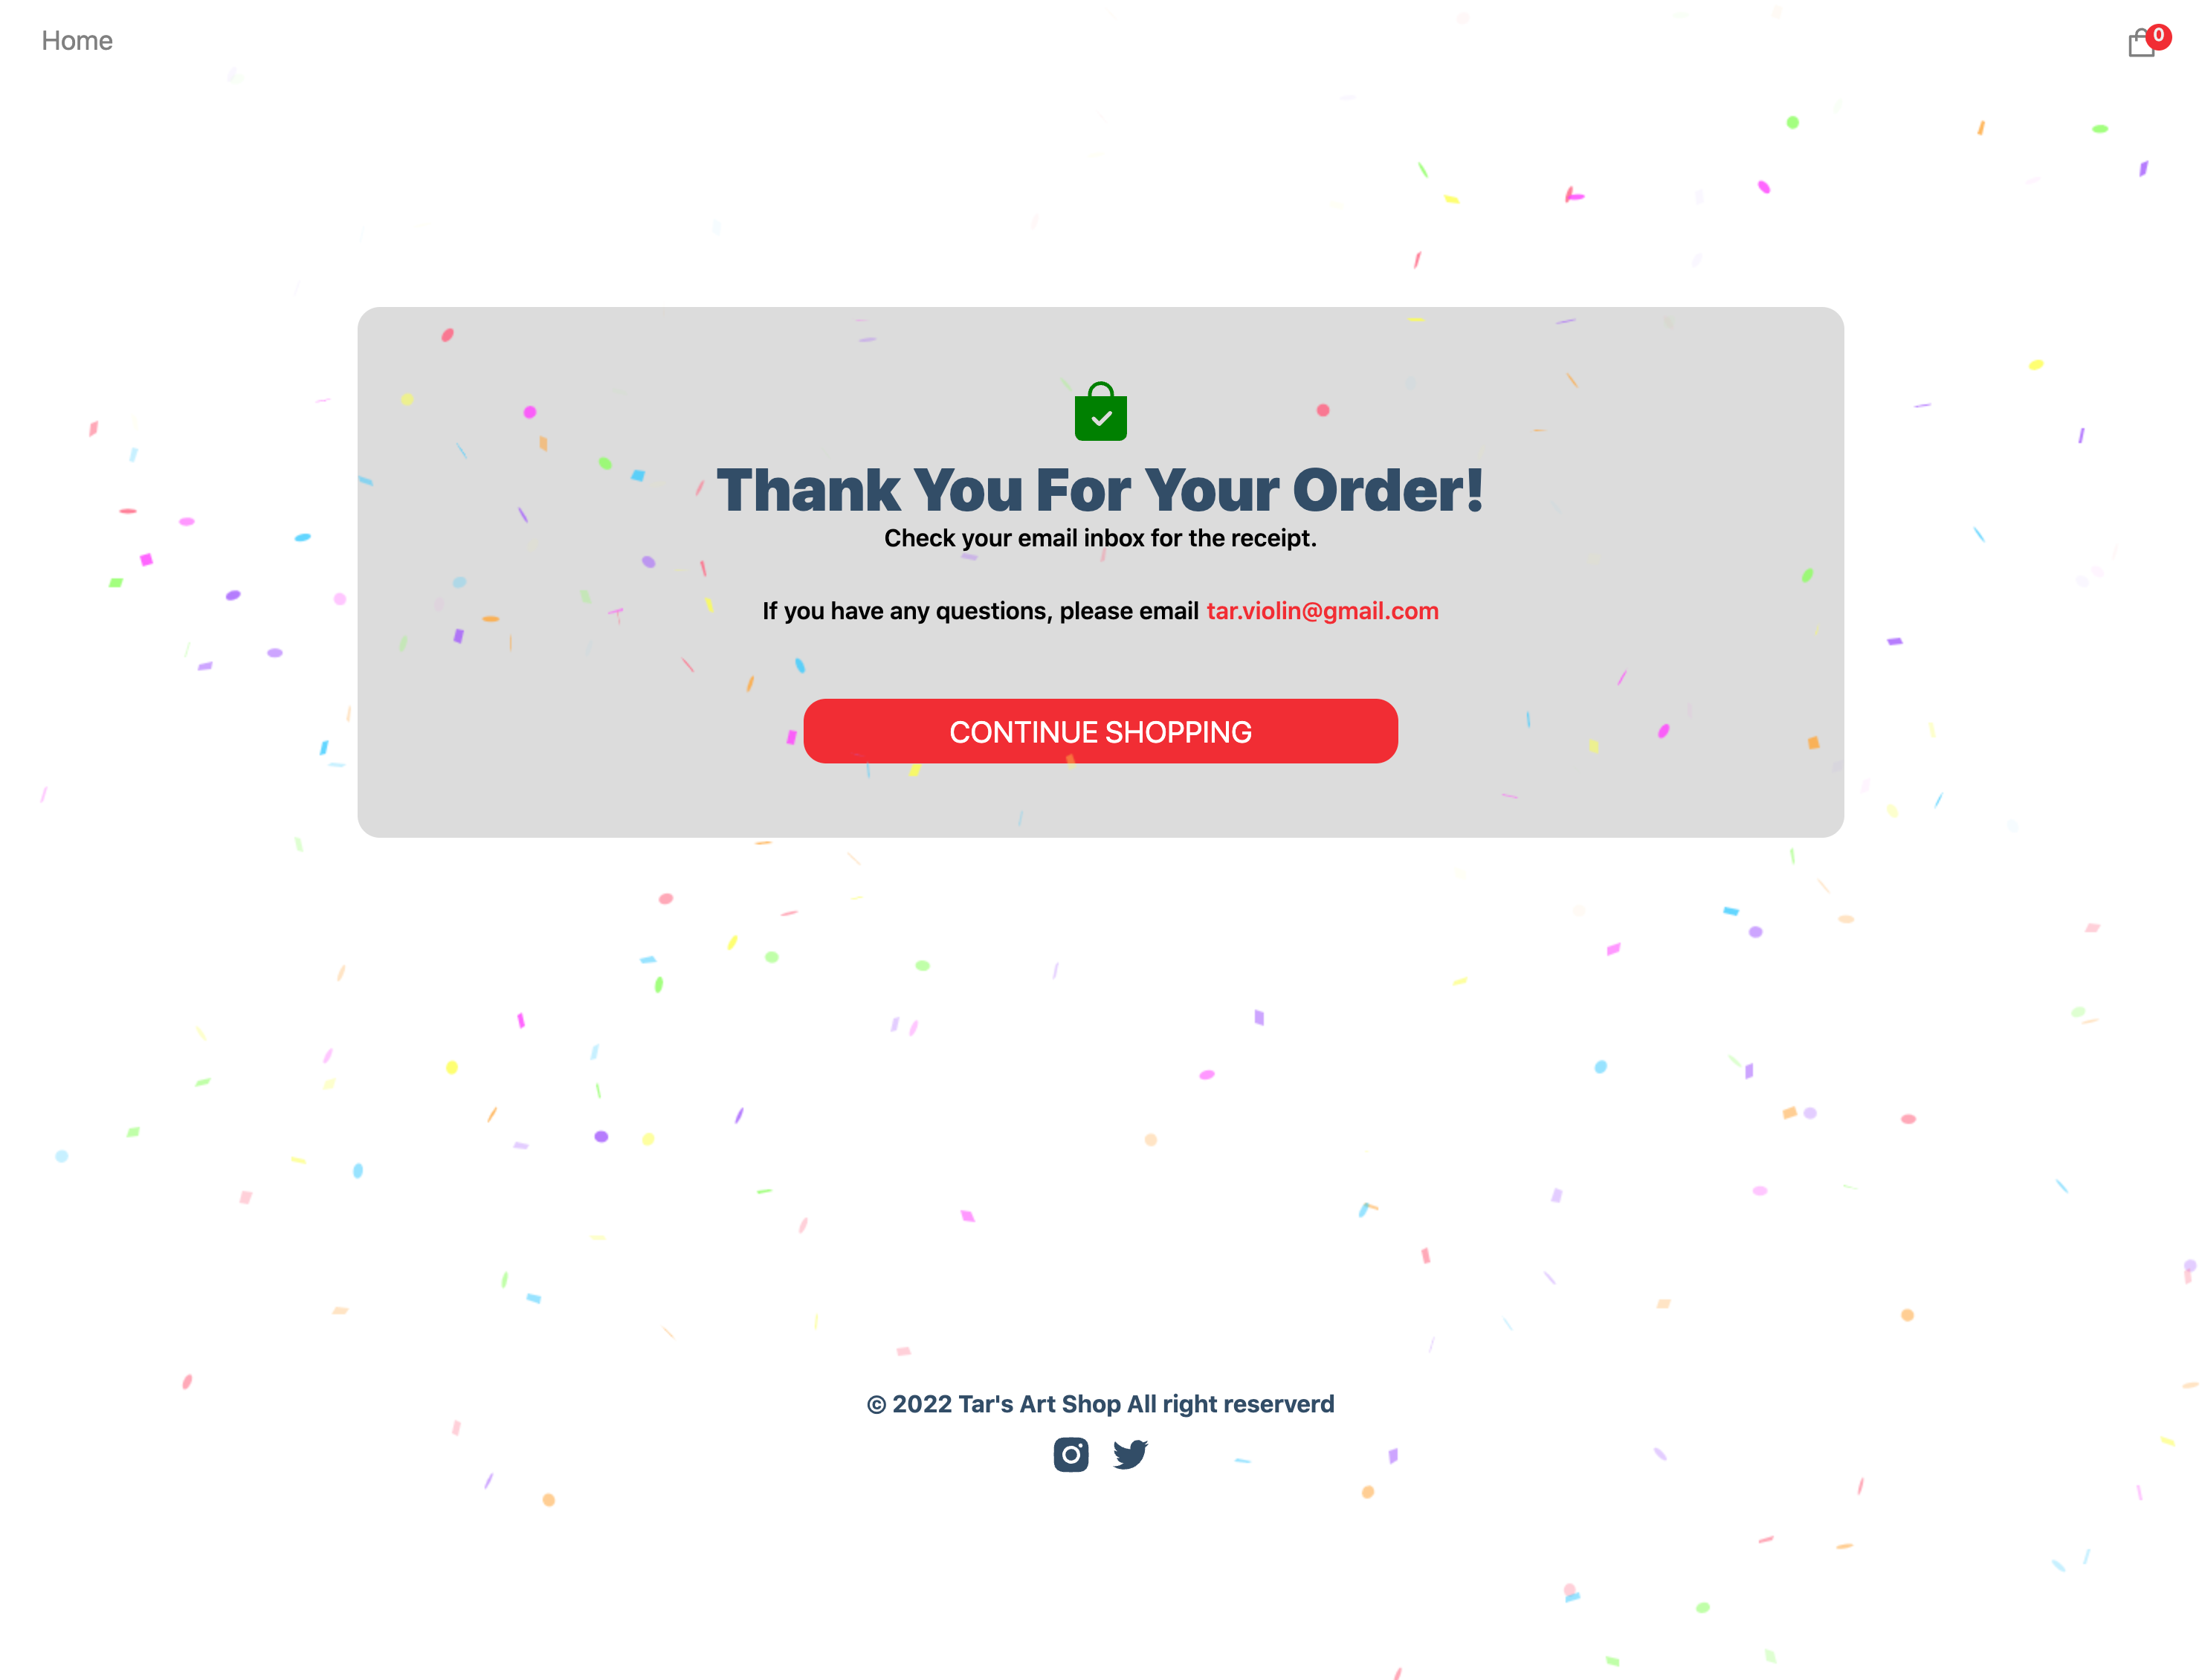 Home
0
Thank You For Your Order!
Check your email inbox for the receipt.
If you have any questions, please email tar.violin@gmail.com
CONTINUE SHOPPING
© 2022 Tar's Art Shop All right reserverd